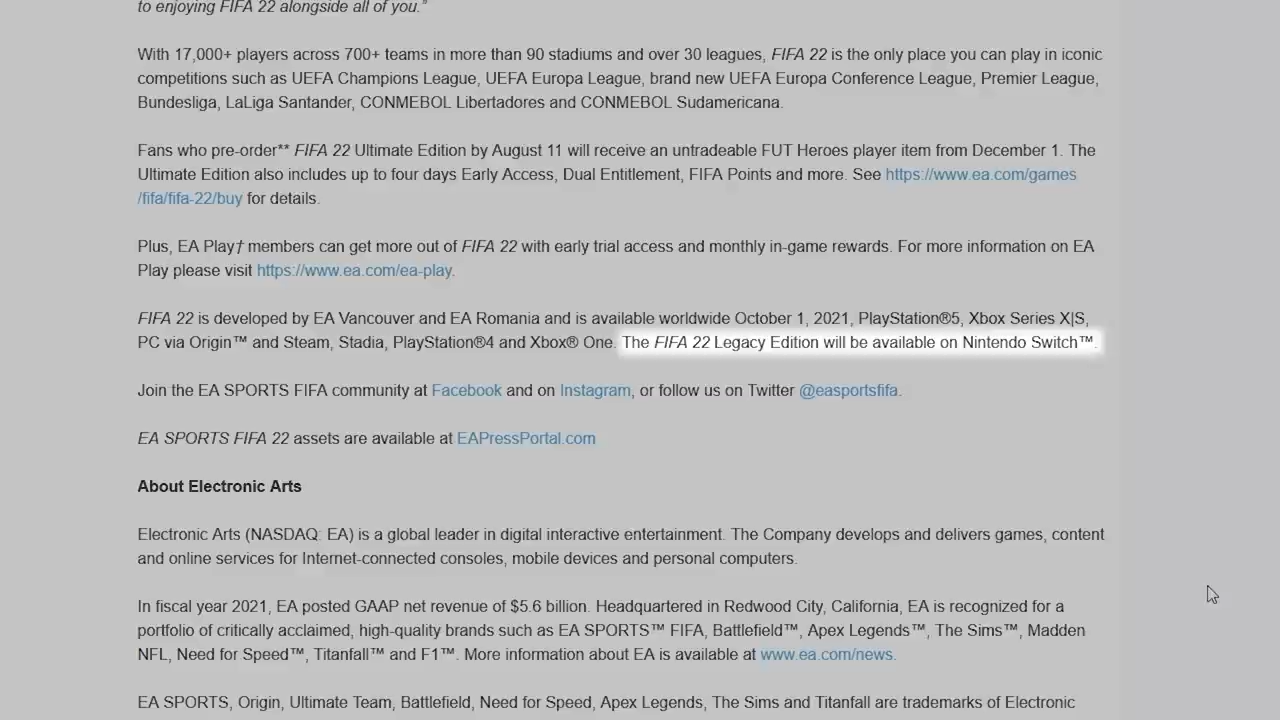 to enjoying FIFA 22 alongside all of you."
With 17,000+ players across 700+ teams in more than 90 stadiums and over 30 leagues, FIFA 22 is the only place you can play in iconic
competitions such as UEFA Champions League, UEFA Europa League, brand new UEFA Europa Conference League, Premier League,
Bundesliga, LaLiga Santander, CONMEBOL Libertadores and CONMEBOL Sudamericana.
Fans who pre-order** FIFA 22 Ultimate Edition by August 11 will receive an untradeable FUT Heroes player item from December 1. The
Ultimate Edition also includes up to four days Early Access, Dual Entitlement, FIFA Points and more. See https://www.ea.com/games
/fifa/fifa-22/buy for details.
Plus, EA Play† members can get more out of FIFA 22 with early trial access and monthly in-game rewards. For more information on EA
Play please visit https://www.ea.com/ea-play.
FIFA 22 is developed by EA Vancouver and EA Romania and is available worldwide October 1, 2021, PlayStation®5, Xbox Series X|S,
PC via Origin™ and Steam, Stadia, PlayStation®4 and Xbox® One. The FIFA 22 Legacy Edition will be available on Nintendo Switch™.
Join the EA SPORTS FIFA community at Facebook and on Instagram, or follow us on Twitter @easportsfifa.
EA SPORTS FIFA 22 assets are available at EAPressPortal.com
About Electronic Arts
Electronic Arts (NASDAQ: EA) is a global leader in digital interactive entertainment. The Company develops and delivers games, content
and online services for Internet-connected consoles, mobile devices and personal computers.
In fiscal year 2021, EA posted GAAP net revenue of $5.6 billion. Headquartered in Redwood City, California, EA is recognized for a
portfolio of critically acclaimed, high-quality brands such as EA SPORTS™ FIFA, Battlefield™, Apex Legends™, The Sims™, Madden
NFL, Need for Speed™, Titanfall™ and F1™. More information about EA is available at www.ea.com/news.
EA SPORTS, Origin, Ultimate Team, Battlefield, Need for Speed, Apex Legends, The Sims and Titanfall are trademarks of Electronic